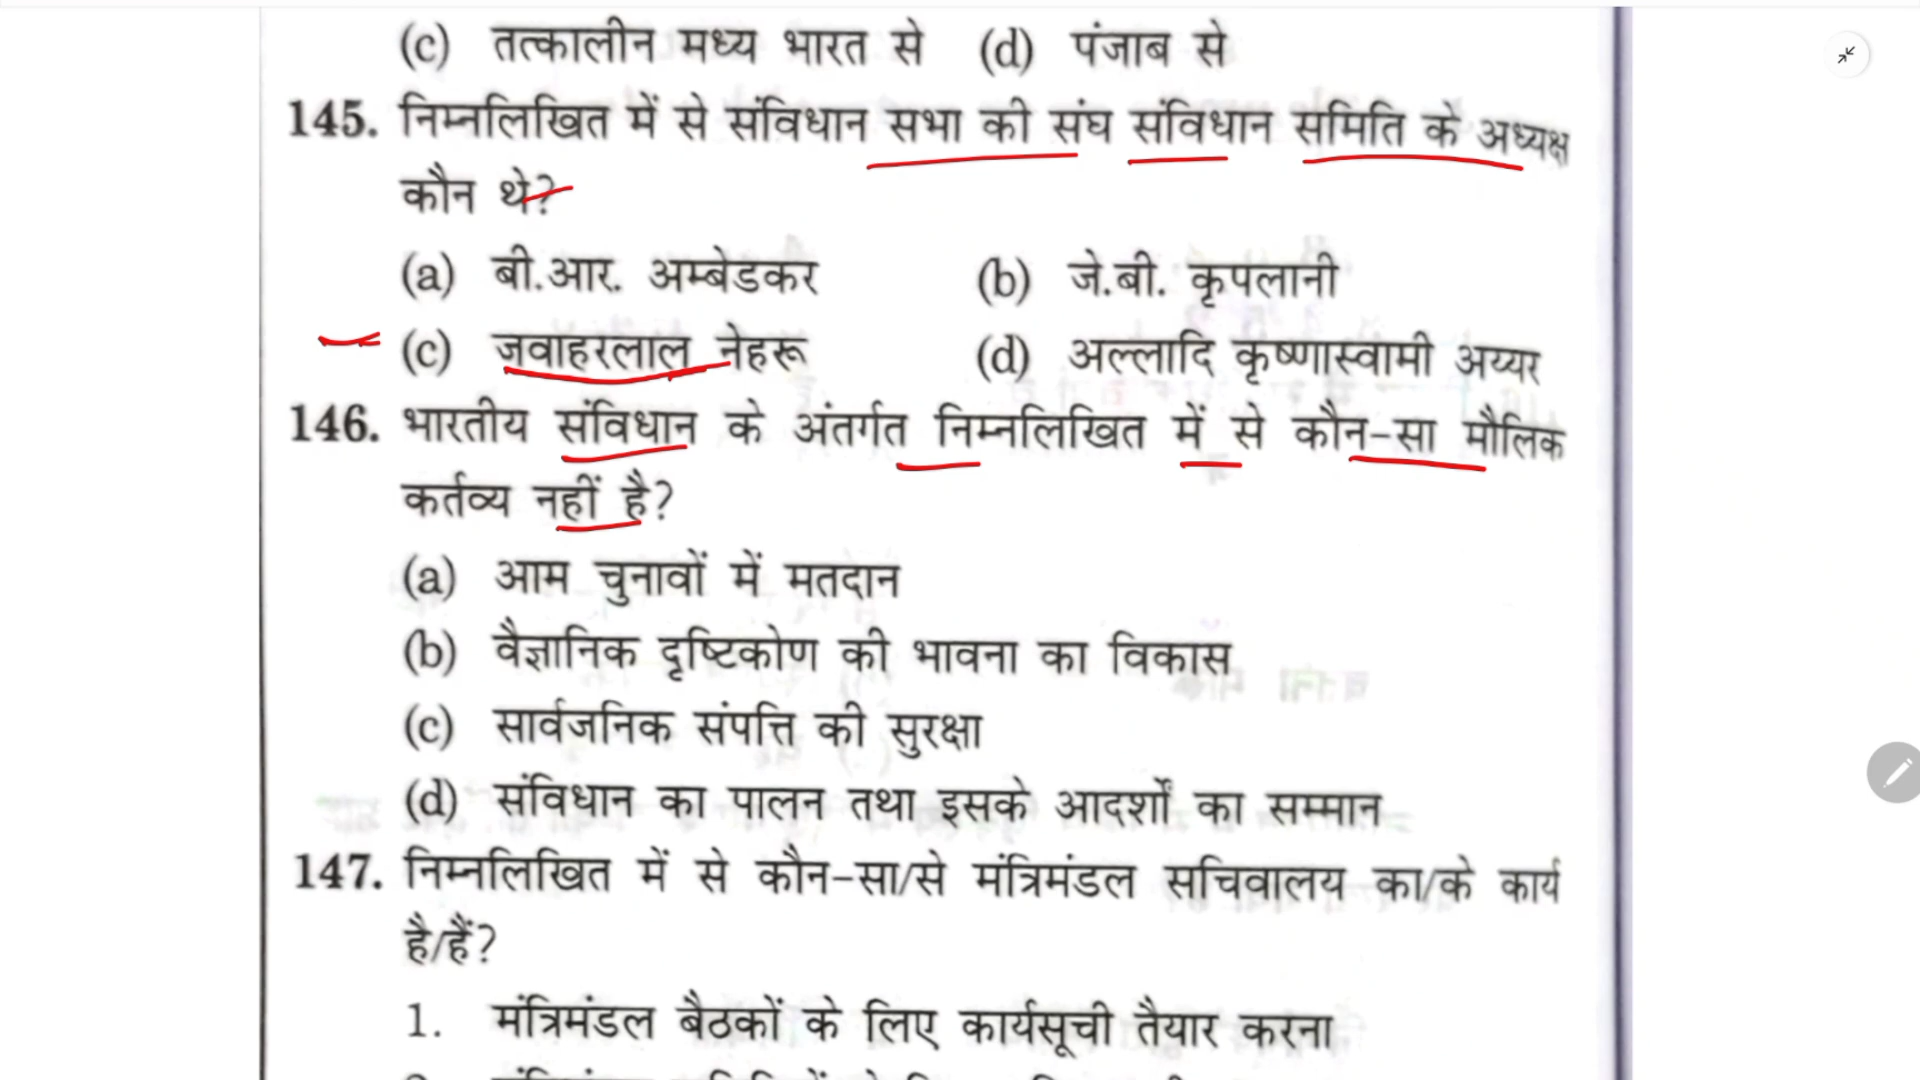 (c) तत्कालीन मध्य भारत से (d) पंजाब से
145. निम्नलिखित में से संविधान सभा की संघ संविधान समिति के अध्यक्ष
कौन थे?
(a) बी.आर. अम्बेडकर (b) जे.बी. कृपलानी
(c) जवाहरलाल नेहरू (d) अल्लादि कृष्णास्वामी अय्यर
146. भारतीय संविधान के अंतर्गत निम्नलिखित में से कौन-सा मौलिक
कर्तव्य नहीं है?
(a) आम चुनावों में मतदान
(b) वैज्ञानिक दृष्टिकोण की भावना का विकास
(c) सार्वजनिक संपत्ति की सुरक्षा
(d) संविधान का पालन तथा इसके आदर्शों का सम्मान
147. निम्नलिखित में से कौन-सा/से मंत्रिमंडल सचिवालय का/के कार्य
है/हैं?
1. मंत्रिमंडल बैठकों के लिए कार्यसूची तैयार करना